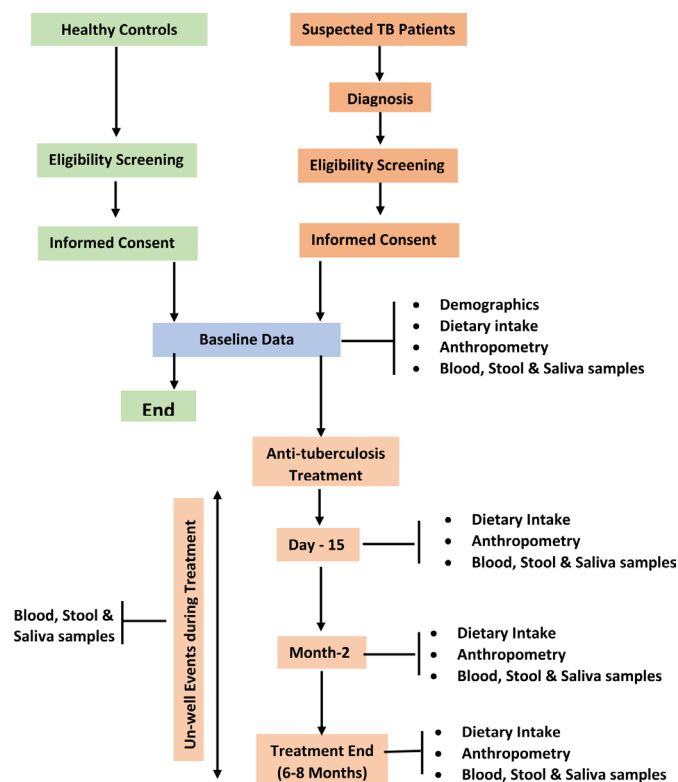 Healthy Controls
Suspected TB Patients
Diagnosis
Eligibility Screening
Eligibility Screening
Informed Consent
Informed Consent
Baseline Data
• Demographics
• Dietary intake
• Anthropometry
• Blood, Stool & Saliva samples
End
Anti-tuberculosis
Treatment
Day - 15
• Dietary Intake
• Anthropometry
• Blood, Stool & Saliva samples
Un-well Events during Treatment
Blood, Stool &
Saliva samples
Month-2
• Dietary Intake
• Anthropometry
• Blood, Stool & Saliva samples
Treatment End
(6-8 Months)
• Dietary Intake
• Anthropometry
• Blood, Stool & Saliva samples